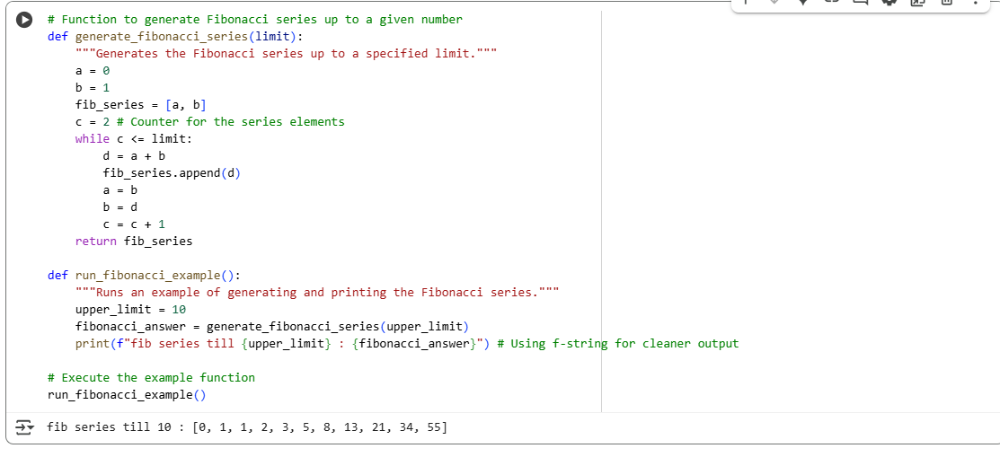 # Function to generate Fibonacci series up to a given number
def generate_fibonacci_series(limit):
    """Generates the Fibonacci series up to a specified limit."""
    a = 0
    b = 1
    fib_series = [a, b]
    c = 2 # Counter for the series elements
    while c <= limit:
        d = a + b
        fib_series.append(d)
        a = b
        b = d
        c = c + 1
    return fib_series

def run_fibonacci_example():
    """Runs an example of generating and printing the Fibonacci series."""
    upper_limit = 10
    fibonacci_answer = generate_fibonacci_series(upper_limit)
    print(f"fib series till {upper_limit} : {fibonacci_answer}") # Using f-string for cleaner output

# Execute the example function
run_fibonacci_example()
fib series till 10 : [0, 1, 1, 2, 3, 5, 8, 13, 21, 34, 55]